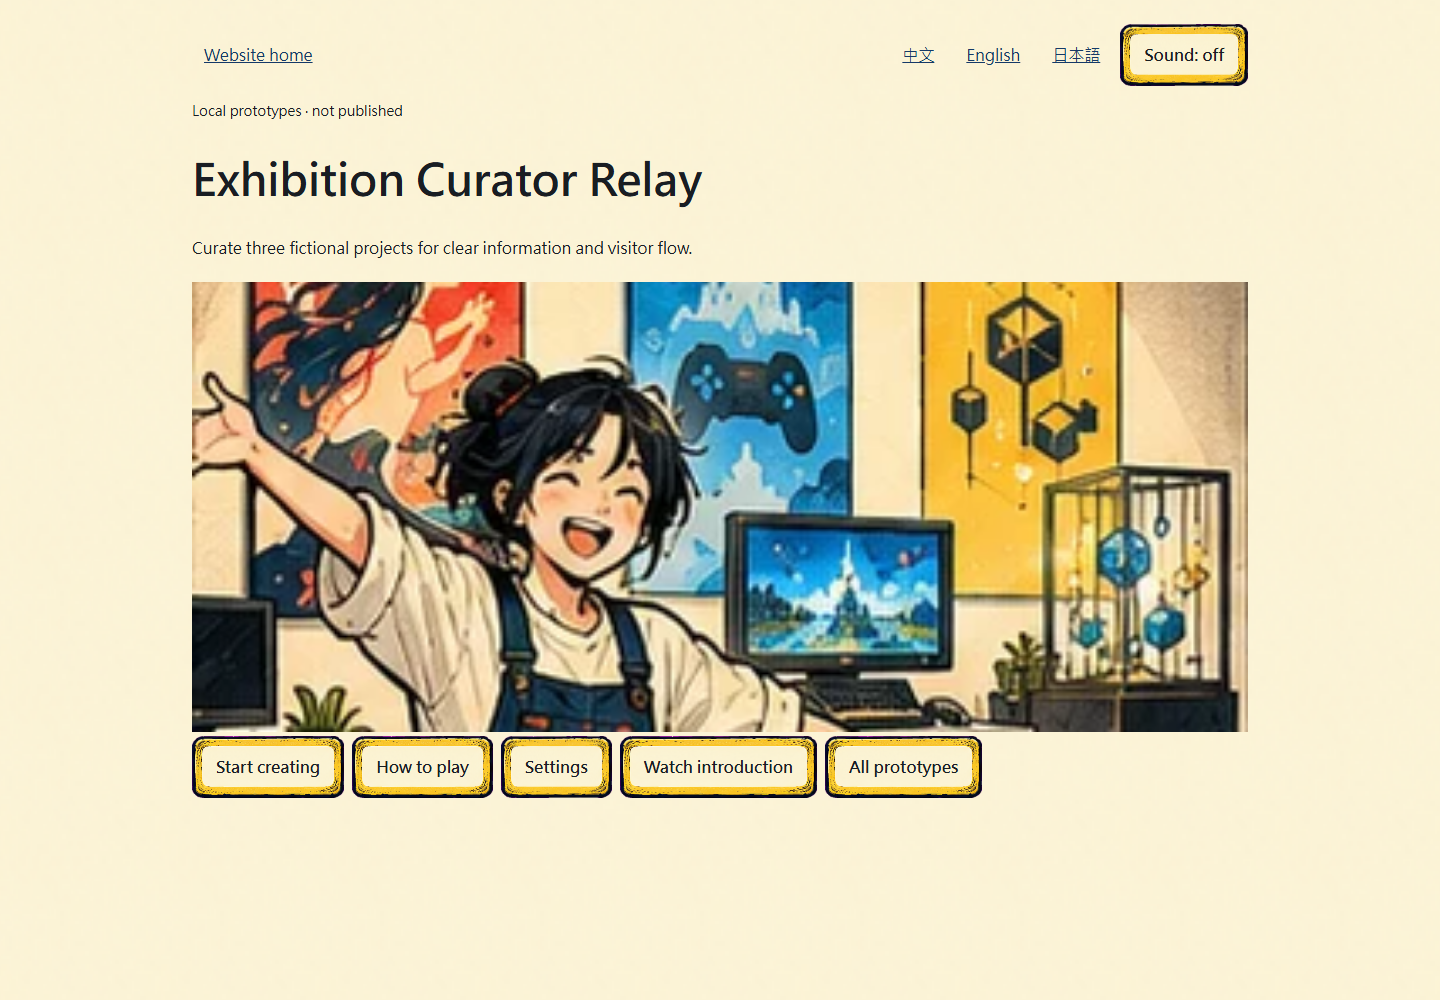 Website home
中文 English 日本語 Sound: off
Local prototypes · not published
Exhibition Curator Relay
Curate three fictional projects for clear information and visitor flow.
Start creating How to play Settings Watch introduction All prototypes